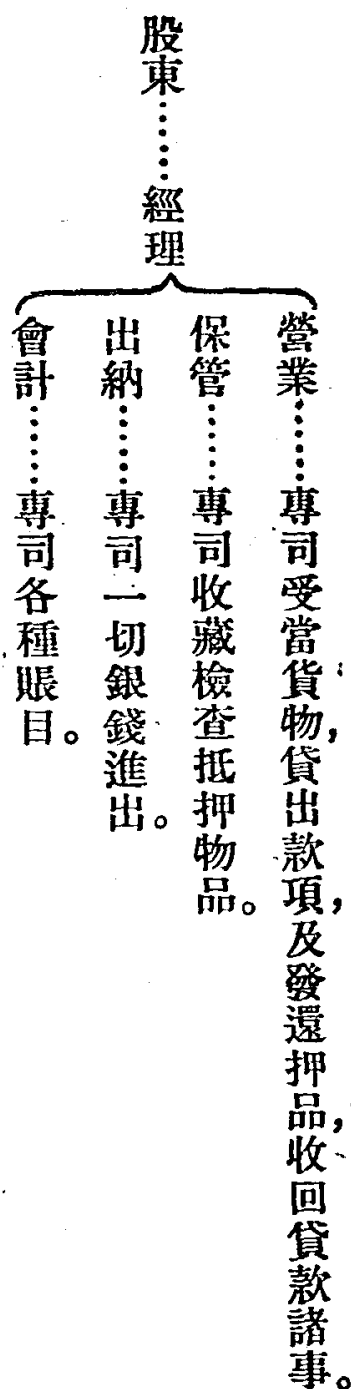 股東……經理
營業……專司受當貨物,貸出款項,及發還押品,收回貸款諸事。
保管……專司收藏檢查抵押物品。
出納……專司一切銀錢進出。
會計……專司各種賬目。